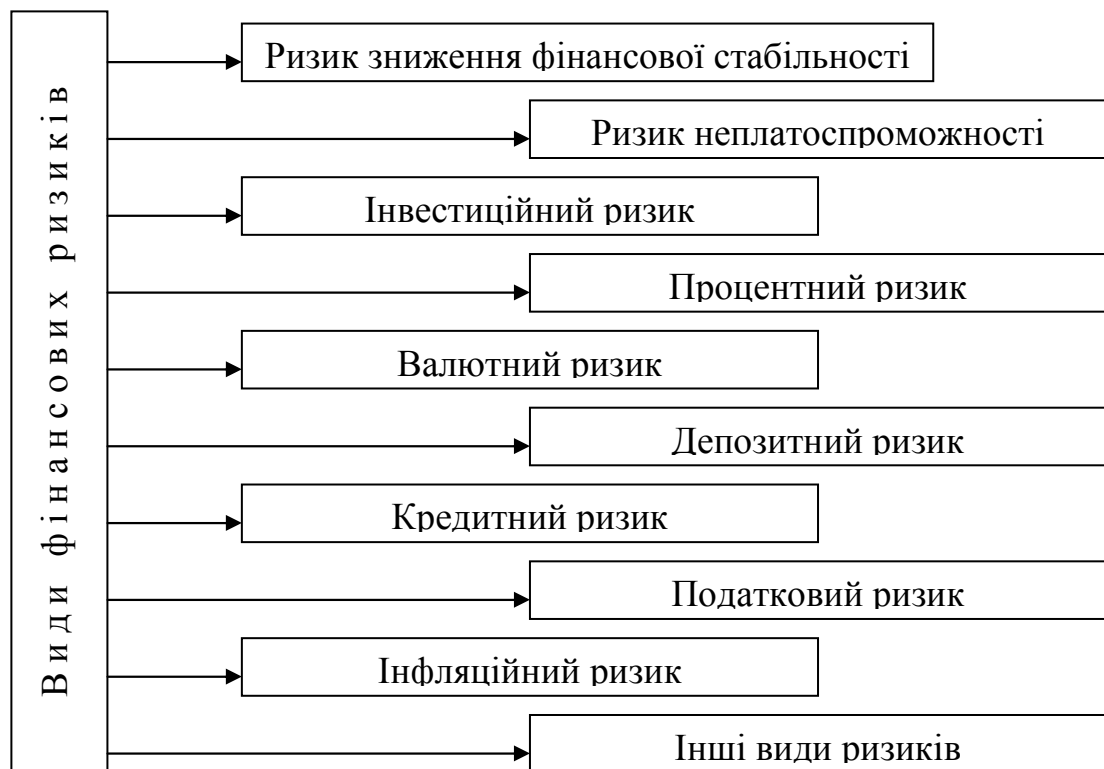 Види фінансових ризиків
Ризик зниження фінансової стабільності
Ризик неплатоспроможності
Інвестиційний ризик
Процентний ризик
Валютний ризик
Депозитний ризик
Кредитний ризик
Податковий ризик
Інфляційний ризик
Інші види ризиків